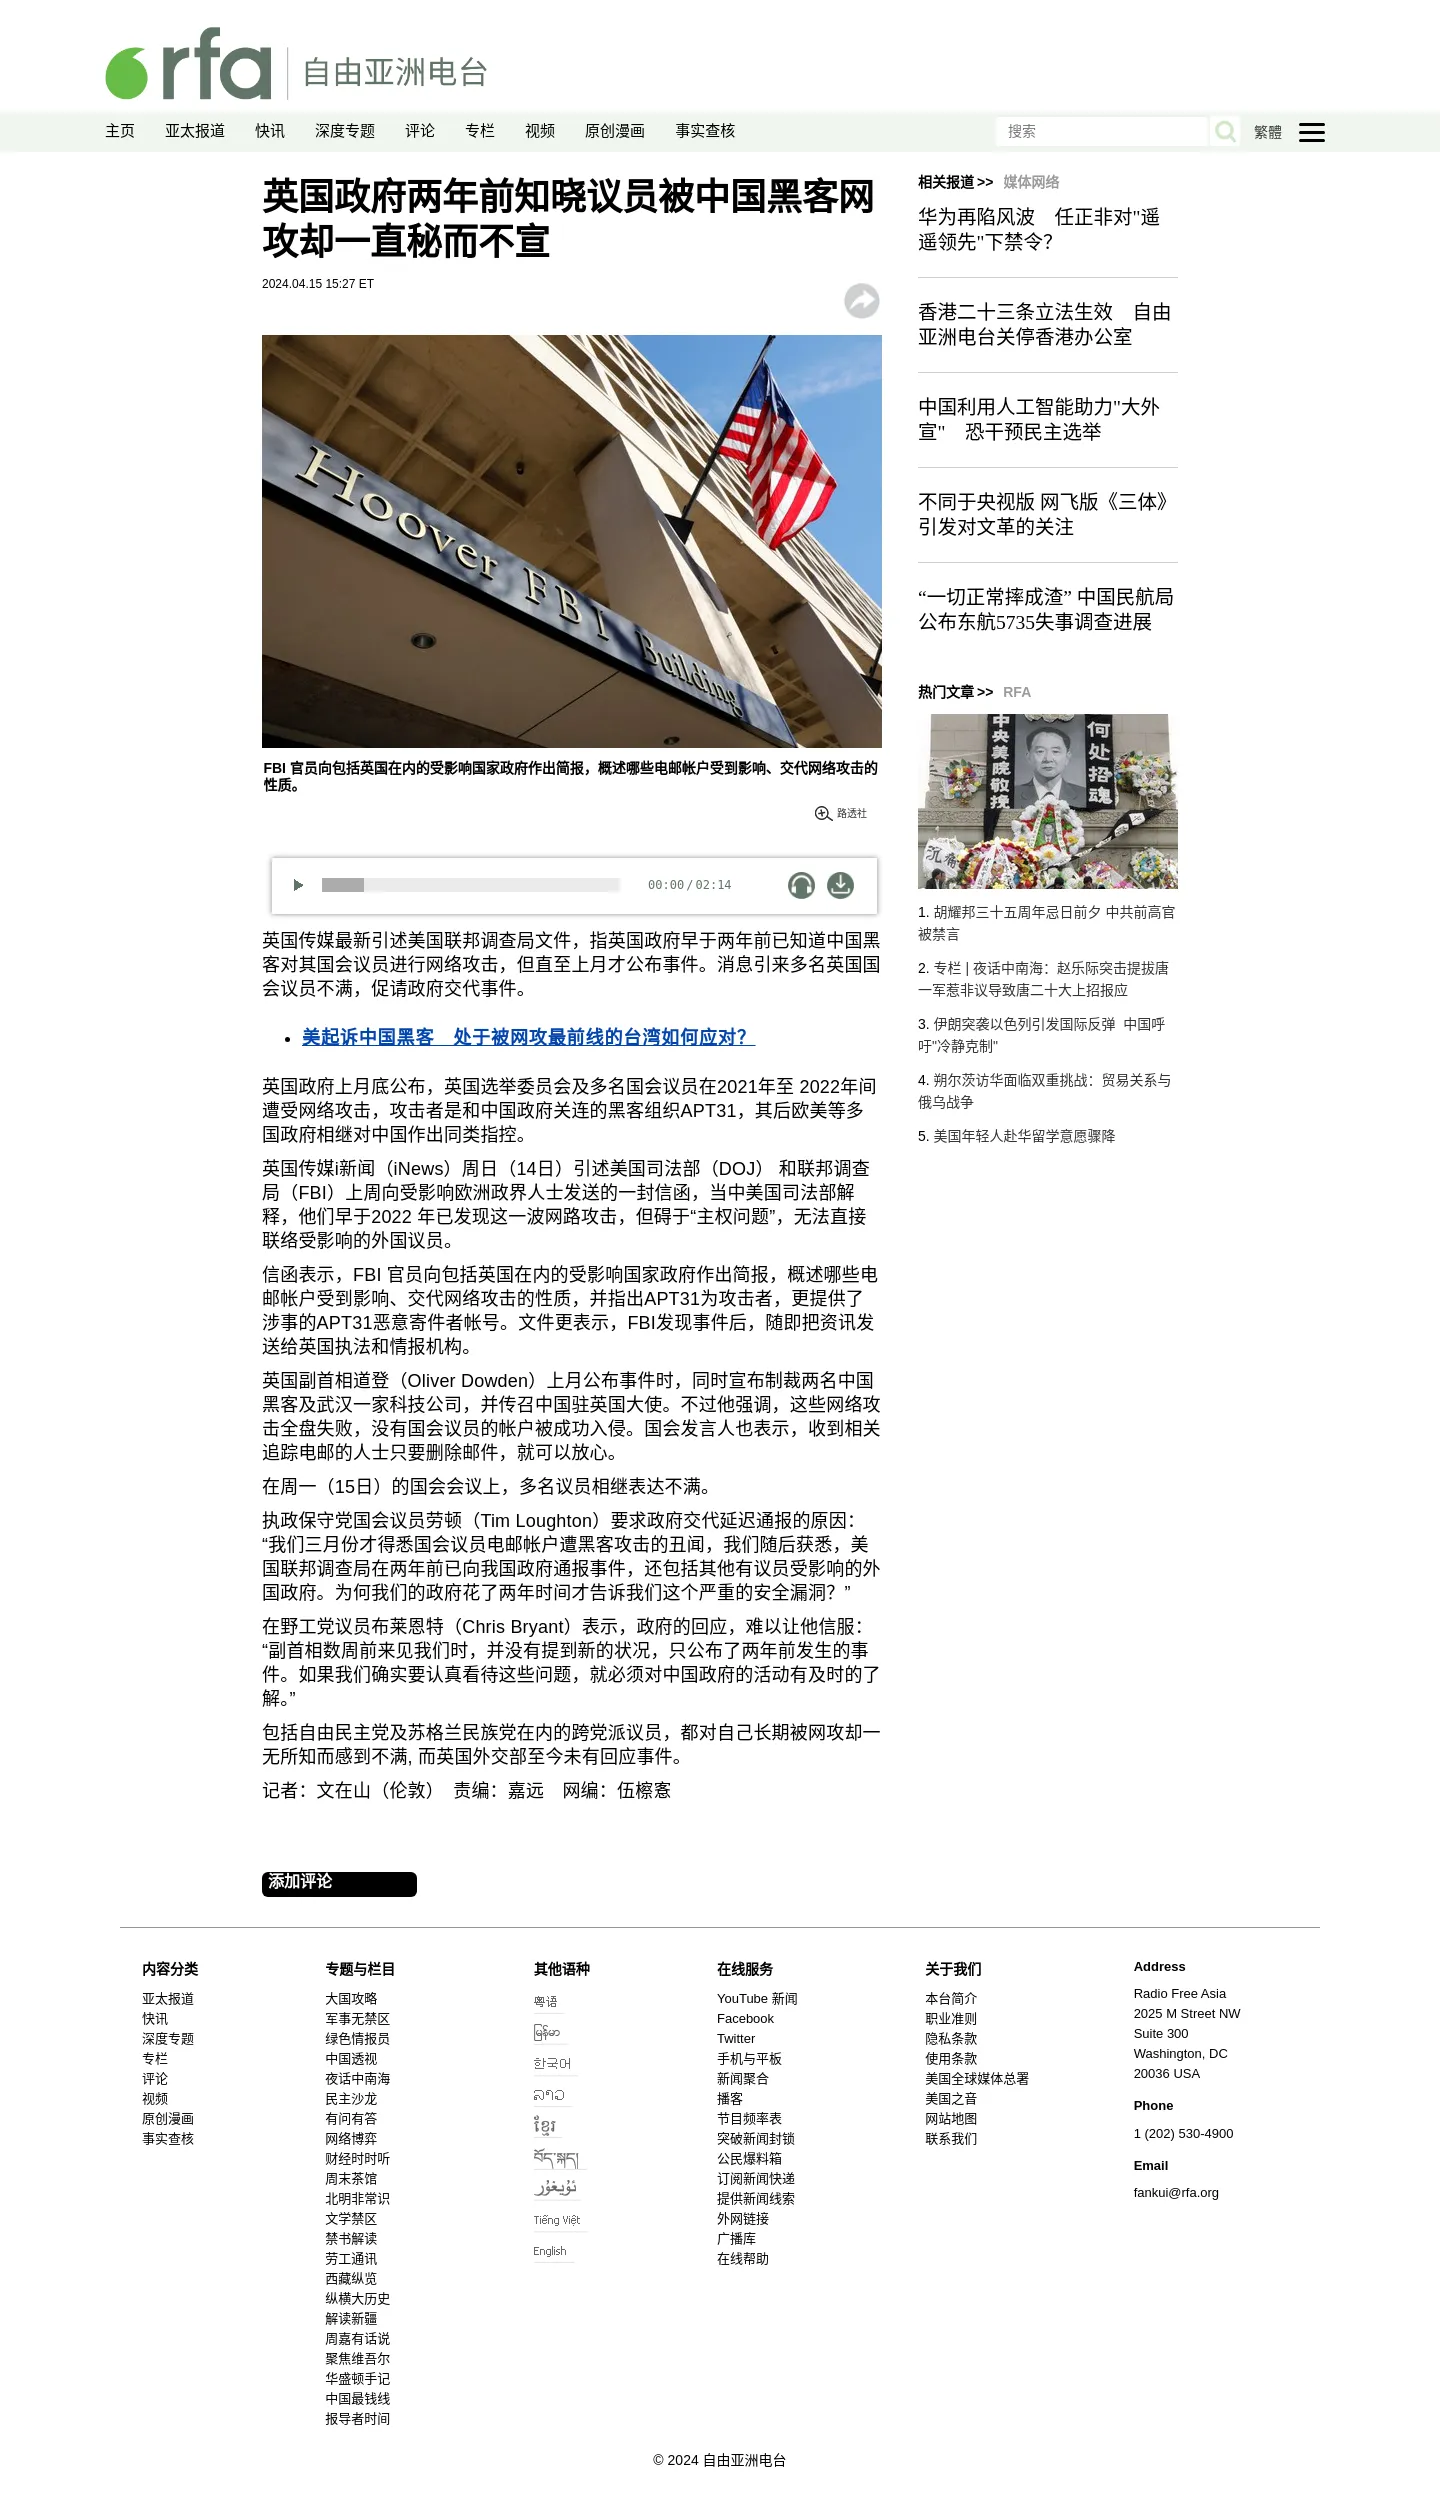 rfa 自由亚洲电台
主页 亚太报道 快讯 深度专题 评论 专栏 视频 原创漫画 事实查核 搜索 繁體
英国政府两年前知晓议员被中国黑客网
攻却一直秘而不宣
2024.04.15 15:27 ET
Hoover FBI Building
FBI 官员向包括英国在内的受影响国家政府作出简报，概述哪些电邮帐户受到影响、交代网络攻击的
性质。
路透社
00:00/02:14
英国传媒最新引述美国联邦调查局文件，指英国政府早于两年前已知道中国黑
客对其国会议员进行网络攻击，但直至上月才公布事件。消息引来多名英国国
会议员不满，促请政府交代事件。
• 美起诉中国黑客　处于被网攻最前线的台湾如何应对？
英国政府上月底公布，英国选举委员会及多名国会议员在2021年至 2022年间
遭受网络攻击，攻击者是和中国政府关连的黑客组织APT31，其后欧美等多
国政府相继对中国作出同类指控。
英国传媒i新闻（iNews）周日（14日）引述美国司法部（DOJ） 和联邦调查
局（FBI）上周向受影响欧洲政界人士发送的一封信函，当中美国司法部解
释，他们早于2022 年已发现这一波网路攻击，但碍于“主权问题”，无法直接
联络受影响的外国议员。
信函表示，FBI 官员向包括英国在内的受影响国家政府作出简报，概述哪些电
邮帐户受到影响、交代网络攻击的性质，并指出APT31为攻击者，更提供了
涉事的APT31恶意寄件者帐号。文件更表示，FBI发现事件后，随即把资讯发
送给英国执法和情报机构。
英国副首相道登（Oliver Dowden）上月公布事件时，同时宣布制裁两名中国
黑客及武汉一家科技公司，并传召中国驻英国大使。不过他强调，这些网络攻
击全盘失败，没有国会议员的帐户被成功入侵。国会发言人也表示，收到相关
追踪电邮的人士只要删除邮件，就可以放心。
在周一（15日）的国会会议上，多名议员相继表达不满。
执政保守党国会议员劳顿（Tim Loughton）要求政府交代延迟通报的原因：
“我们三月份才得悉国会议员电邮帐户遭黑客攻击的丑闻，我们随后获悉，美
国联邦调查局在两年前已向我国政府通报事件，还包括其他有议员受影响的外
国政府。为何我们的政府花了两年时间才告诉我们这个严重的安全漏洞？”
在野工党议员布莱恩特（Chris Bryant）表示，政府的回应，难以让他信服：
“副首相数周前来见我们时，并没有提到新的状况，只公布了两年前发生的事
件。如果我们确实要认真看待这些问题，就必须对中国政府的活动有及时的了
解。”
包括自由民主党及苏格兰民族党在内的跨党派议员，都对自己长期被网攻却一
无所知而感到不满, 而英国外交部至今未有回应事件。
记者：文在山（伦敦）　责编：嘉远　网编：伍檫愙
添加评论
相关报道 >> 媒体网络
华为再陷风波　任正非对"遥
遥领先"下禁令？
香港二十三条立法生效　自由
亚洲电台关停香港办公室
中国利用人工智能助力"大外
宣"　恐干预民主选举
不同于央视版 网飞版《三体》
引发对文革的关注
“一切正常摔成渣” 中国民航局
公布东航5735失事调查进展
热门文章 >> RFA
中央美院敬挽 何处招魂
沉痛
1. 胡耀邦三十五周年忌日前夕 中共前高官
被禁言
2. 专栏 | 夜话中南海：赵乐际突击提拔唐
一军惹非议导致唐二十大上招报应
3. 伊朗突袭以色列引发国际反弹 中国呼
吁"冷静克制"
4. 朔尔茨访华面临双重挑战：贸易关系与
俄乌战争
5. 美国年轻人赴华留学意愿骤降
内容分类
亚太报道
快讯
深度专题
专栏
评论
视频
原创漫画
事实查核
专题与栏目
大国攻略
军事无禁区
绿色情报员
中国透视
夜话中南海
民主沙龙
有问有答
网络博弈
财经时时听
周末茶馆
北明非常识
文学禁区
禁书解读
劳工通讯
西藏纵览
纵横大历史
解读新疆
周嘉有话说
聚焦维吾尔
华盛顿手记
中国最钱线
报导者时间
其他语种
粤语
မြန်မာ
한국어
ລາວ
ខ្មែរ
བོད་སྐད།
ئۇيغۇر
Tiếng Việt
English
在线服务
YouTube 新闻
Facebook
Twitter
手机与平板
新闻聚合
播客
节目频率表
突破新闻封锁
公民爆料箱
订阅新闻快递
提供新闻线索
外网链接
广播库
在线帮助
关于我们
本台简介
职业准则
隐私条款
使用条款
美国全球媒体总署
美国之音
网站地图
联系我们
Address
Radio Free Asia
2025 M Street NW
Suite 300
Washington, DC
20036 USA
Phone
1 (202) 530-4900
Email
fankui@rfa.org
© 2024 自由亚洲电台